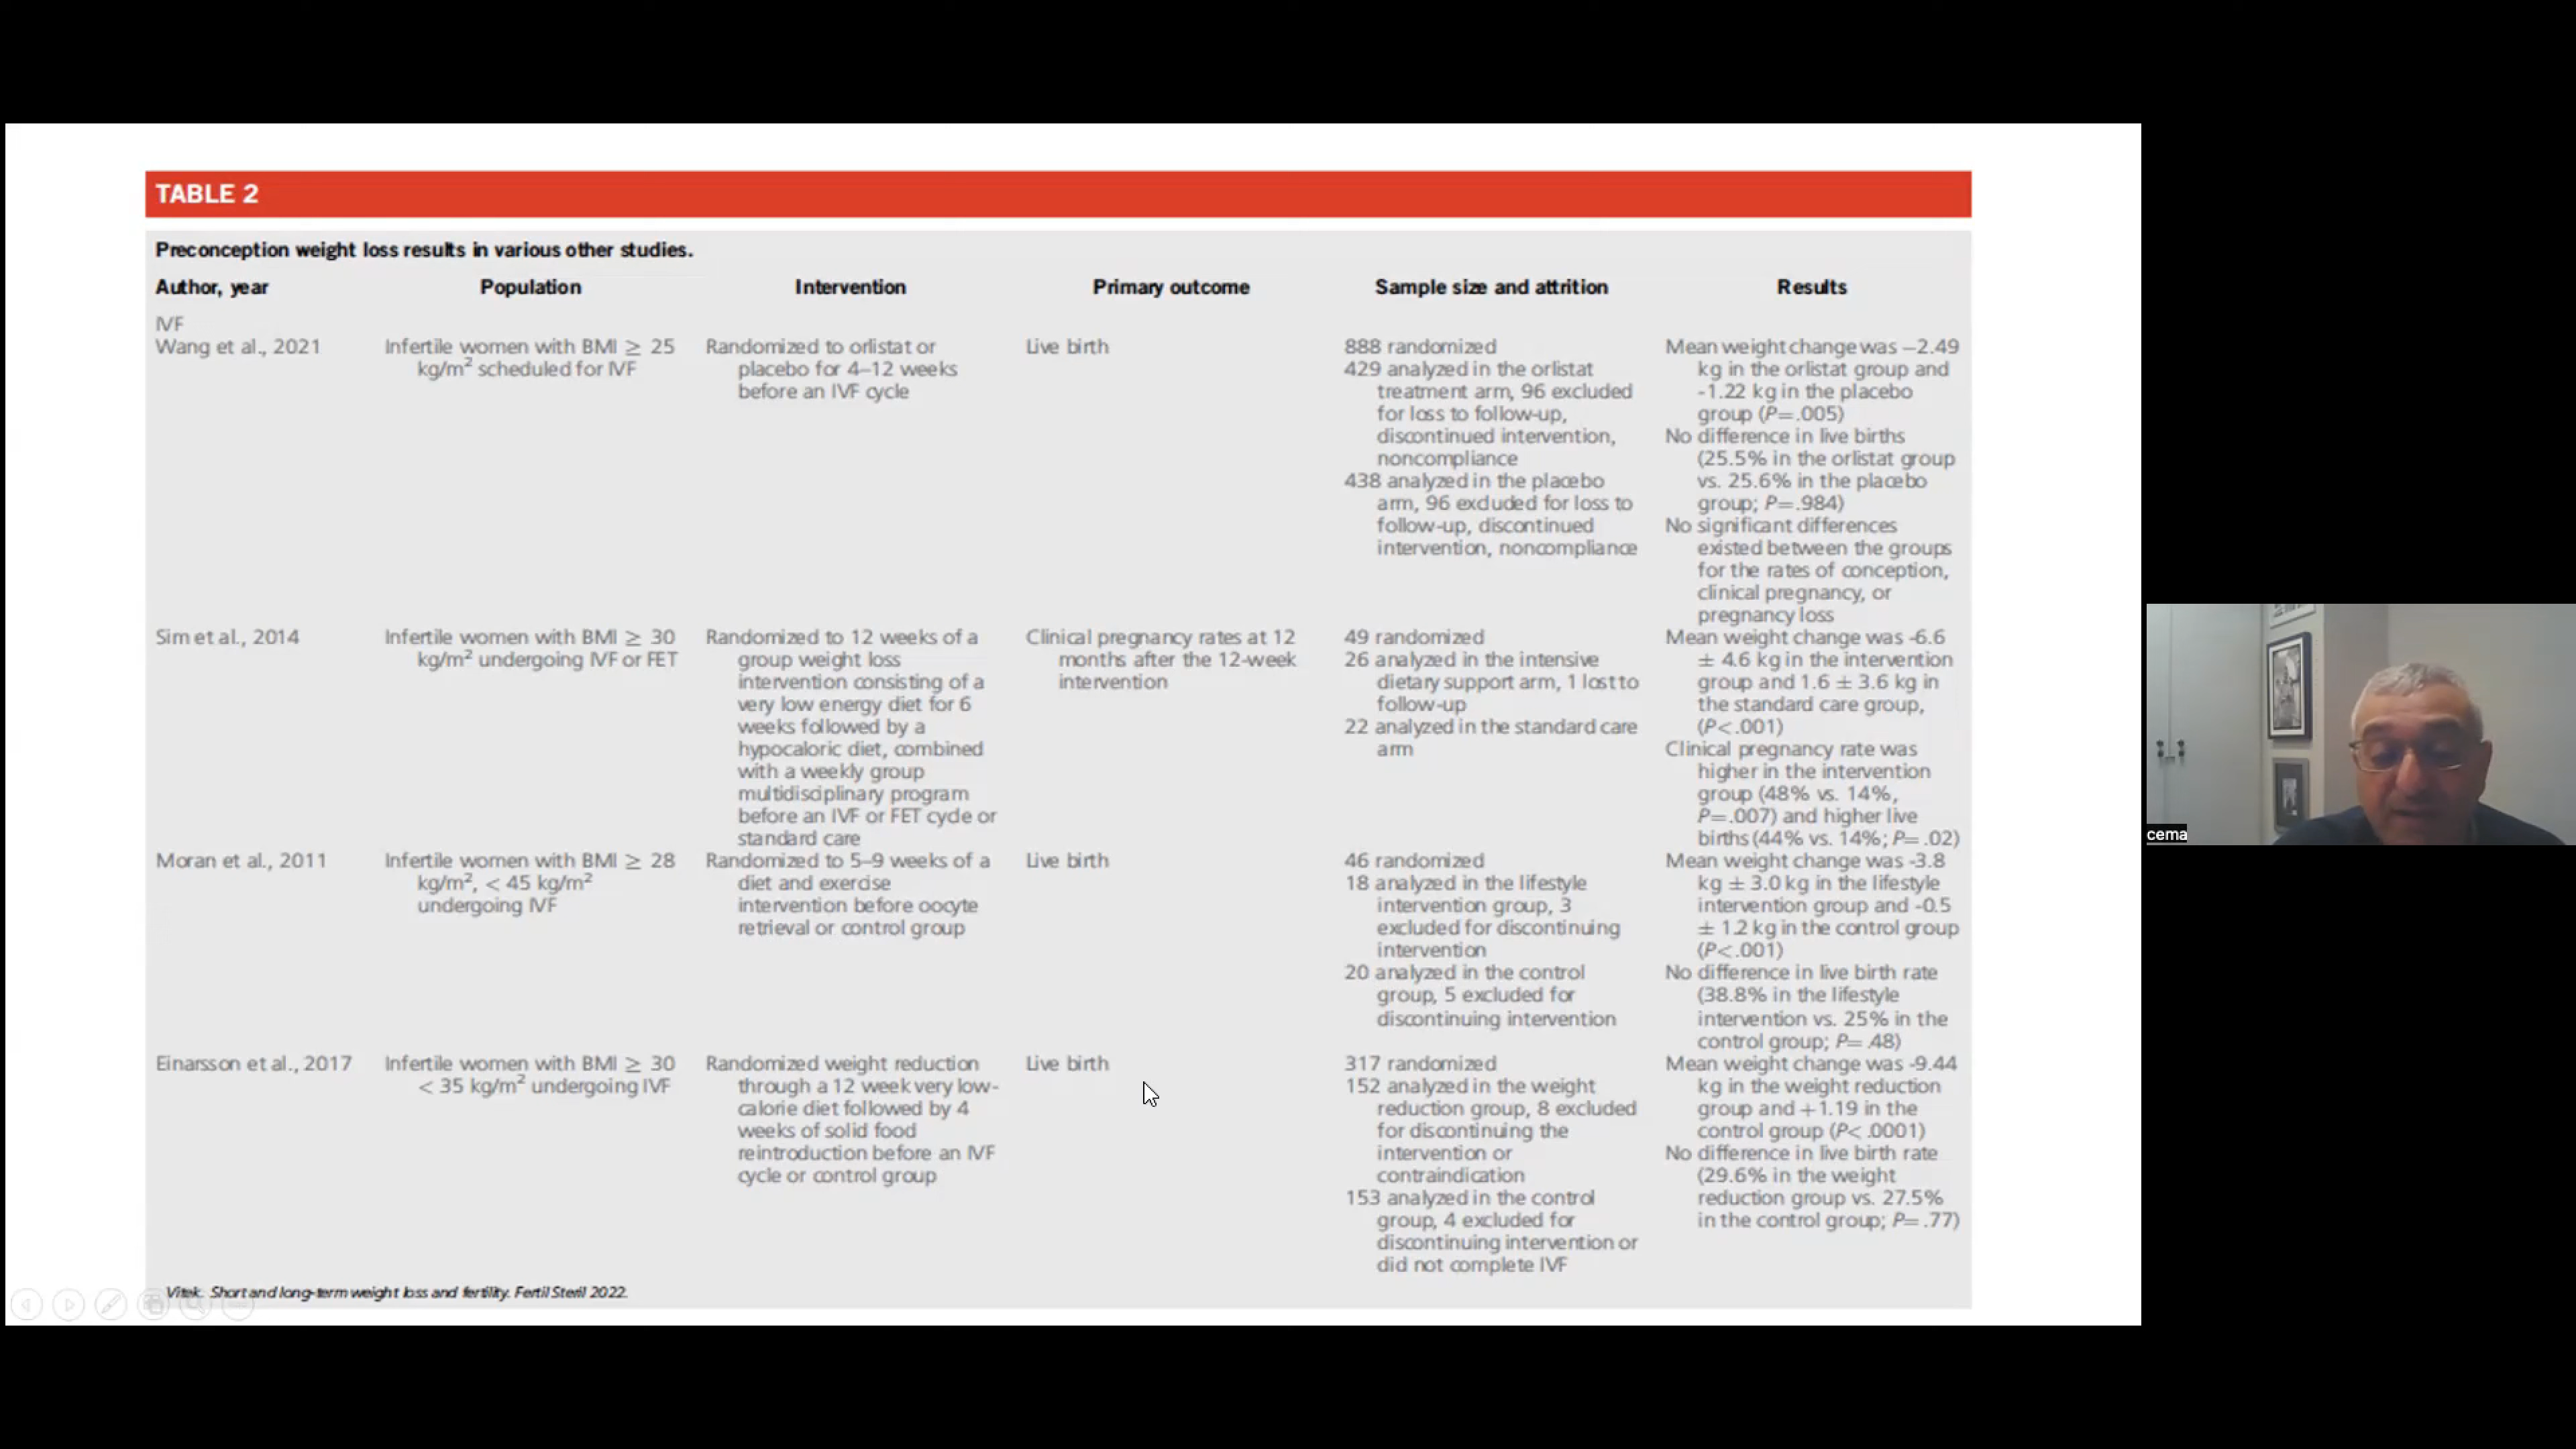 TABLE 2
Preconception weight loss results in various other studies.
Author, year Population Intervention Primary outcome Sample size and attrition Results
IVF
Wang et al., 2021
Infertile women with BMI ≥ 25
kg/m² scheduled for IVF
Randomized to orlistat or
placebo for 4–12 weeks
before an IVF cycle
Live birth
888 randomized
429 analyzed in the orlistat
treatment arm, 96 excluded
for loss to follow-up,
discontinued intervention,
noncompliance
438 analyzed in the placebo
arm, 96 excluded for loss to
follow-up, discontinued
intervention, noncompliance
Mean weight change was −2.49
kg in the orlistat group and
-1.22 kg in the placebo
group (P=.005)
No difference in live births
(25.5% in the orlistat group
vs. 25.6% in the placebo
group; P=.984)
No significant differences
existed between the groups
for the rates of conception,
clinical pregnancy, or
pregnancy loss
Sim et al., 2014
Infertile women with BMI ≥ 30
kg/m² undergoing IVF or FET
Randomized to 12 weeks of a
group weight loss
intervention consisting of a
very low energy diet for 6
weeks followed by a
hypocaloric diet, combined
with a weekly group
multidisciplinary program
before an IVF or FET cycle or
standard care
Clinical pregnancy rates at 12
months after the 12-week
intervention
49 randomized
26 analyzed in the intensive
dietary support arm, 1 lost to
follow-up
22 analyzed in the standard care
arm
Mean weight change was -6.6
± 4.6 kg in the intervention
group and 1.6 ± 3.6 kg in
the standard care group,
(P<.001)
Clinical pregnancy rate was
higher in the intervention
group (48% vs. 14%,
P=.007) and higher live
births (44% vs. 14%; P=.02)
Moran et al., 2011
Infertile women with BMI ≥ 28
kg/m², < 45 kg/m²
undergoing IVF
Randomized to 5–9 weeks of a
diet and exercise
intervention before oocyte
retrieval or control group
Live birth
46 randomized
18 analyzed in the lifestyle
intervention group, 3
excluded for discontinuing
intervention
20 analyzed in the control
group, 5 excluded for
discontinuing intervention
Mean weight change was -3.8
kg ± 3.0 kg in the lifestyle
intervention group and -0.5
± 1.2 kg in the control group
(P<.001)
No difference in live birth rate
(38.8% in the lifestyle
intervention vs. 25% in the
control group; P=.48)
Einarsson et al., 2017
Infertile women with BMI ≥ 30
< 35 kg/m² undergoing IVF
Randomized weight reduction
through a 12 week very low-
calorie diet followed by 4
weeks of solid food
reintroduction before an IVF
cycle or control group
Live birth
317 randomized
152 analyzed in the weight
reduction group, 8 excluded
for discontinuing the
intervention or
contraindication
153 analyzed in the control
group, 4 excluded for
discontinuing intervention or
did not complete IVF
Mean weight change was -9.44
kg in the weight reduction
group and +1.19 in the
control group (P<.0001)
No difference in live birth rate
(29.6% in the weight
reduction group vs. 27.5%
in the control group; P=.77)
Vitek. Short and long-term weight loss and fertility. Fertil Steril 2022.
cema